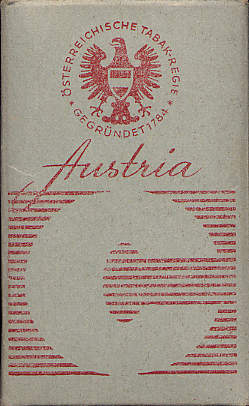 ÖSTERREICHISCHE TABAK-REGIE
* GEGRÜNDET 1784 *
Austria